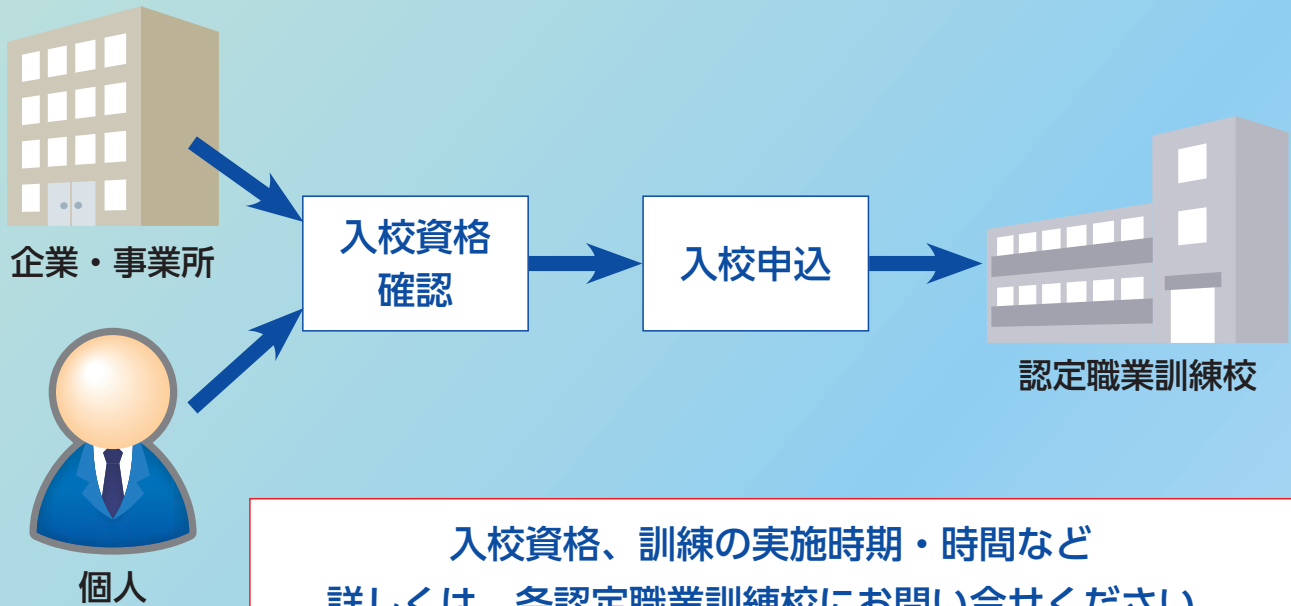 企業・事業所
個人
入校資格
確認
入校申込
認定職業訓練校
入校資格、訓練の実施時期・時間など
詳しくは、各認定職業訓練校にお問い合せください